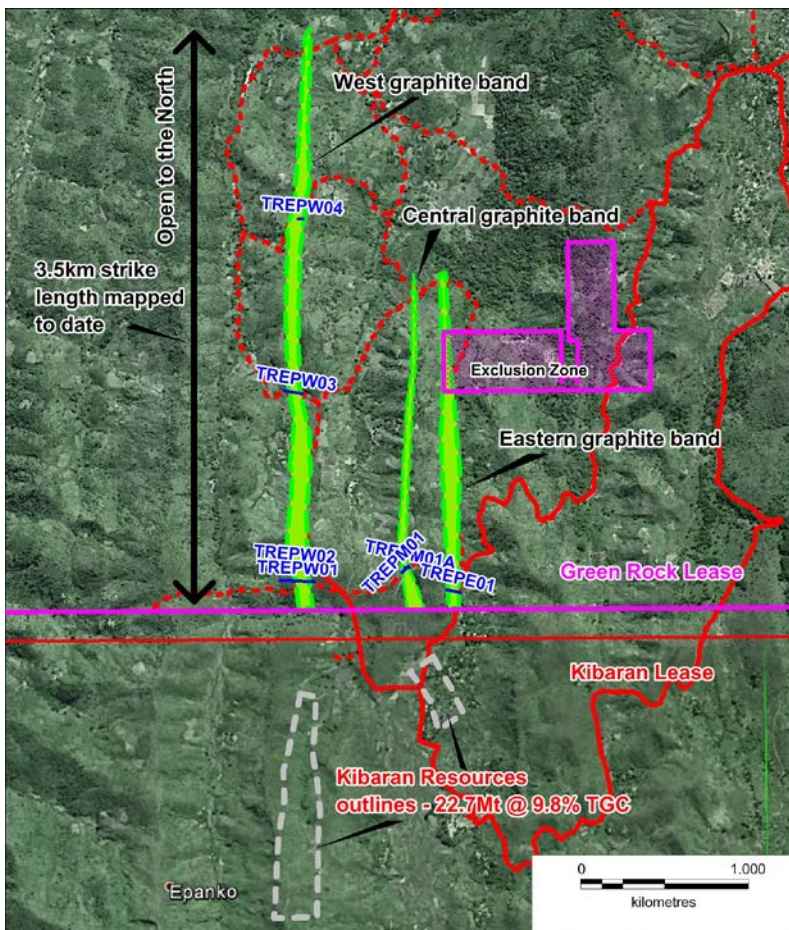 West graphite band
Open to the North
TREPW04
Central graphite band
3.5km strike
length mapped
to date
TREPW03
Exclusion Zone
Eastern graphite band
TREPW02
TREPW01
TREPM01
TREPE01
Green Rock Lease
Kibaran Lease
Kibaran Resources
outlines - 22.7Mt @ 9.8% TGC
Epanko
0
1.000
kilometres